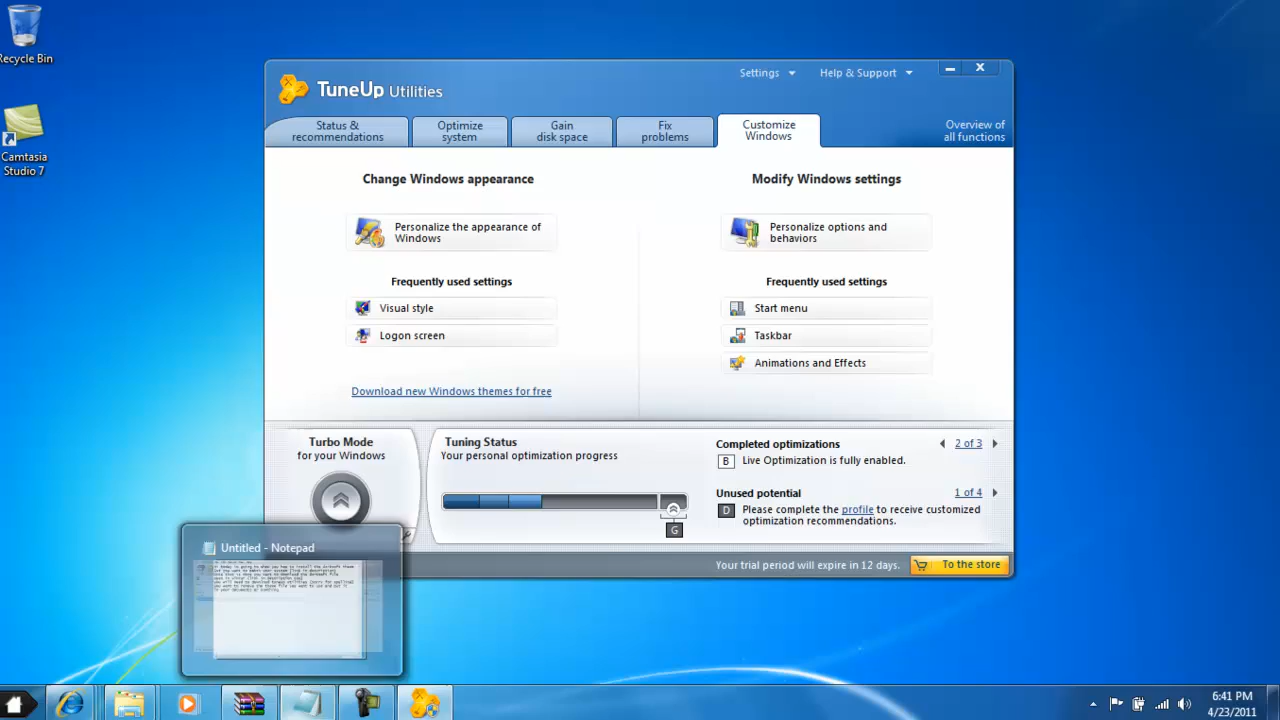 Recycle Bin
Camtasia
Studio 7
Settings
Help & Support
TuneUp Utilities
Status &
recommendations
Optimize
system
Gain
disk space
Fix
problems
Customize
Windows
Overview of
all functions
Change Windows appearance
Personalize the appearance of
Windows
Frequently used settings
Visual style
Logon screen
Download new Windows themes for free
Modify Windows settings
Personalize options and
behaviors
Frequently used settings
Start menu
Taskbar
Animations and Effects
Turbo Mode
for your Windows
Tuning Status
Your personal optimization progress
G
Completed optimizations
2 of 3
B Live Optimization is fully enabled.
Unused potential
1 of 4
D Please complete the profile to receive customized
optimization recommendations.
Your trial period will expire in 12 days.
To the store
Untitled - Notepad
6:41 PM
4/23/2011